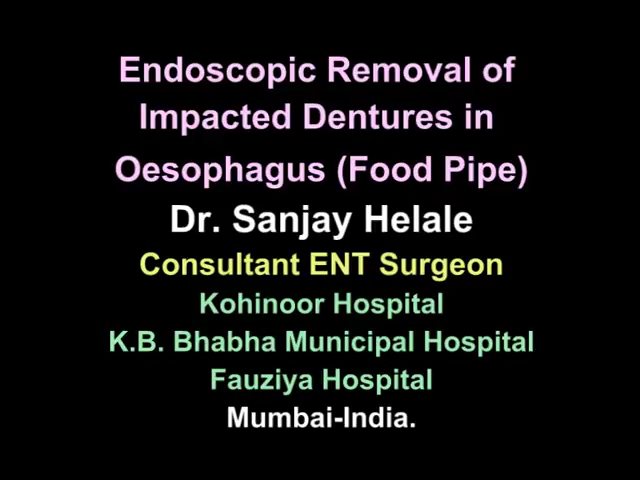 Endoscopic Removal of
Impacted Dentures in
Oesophagus (Food Pipe)
Dr. Sanjay Helale
Consultant ENT Surgeon
Kohinoor Hospital
K.B. Bhabha Municipal Hospital
Fauziya Hospital
Mumbai-India.